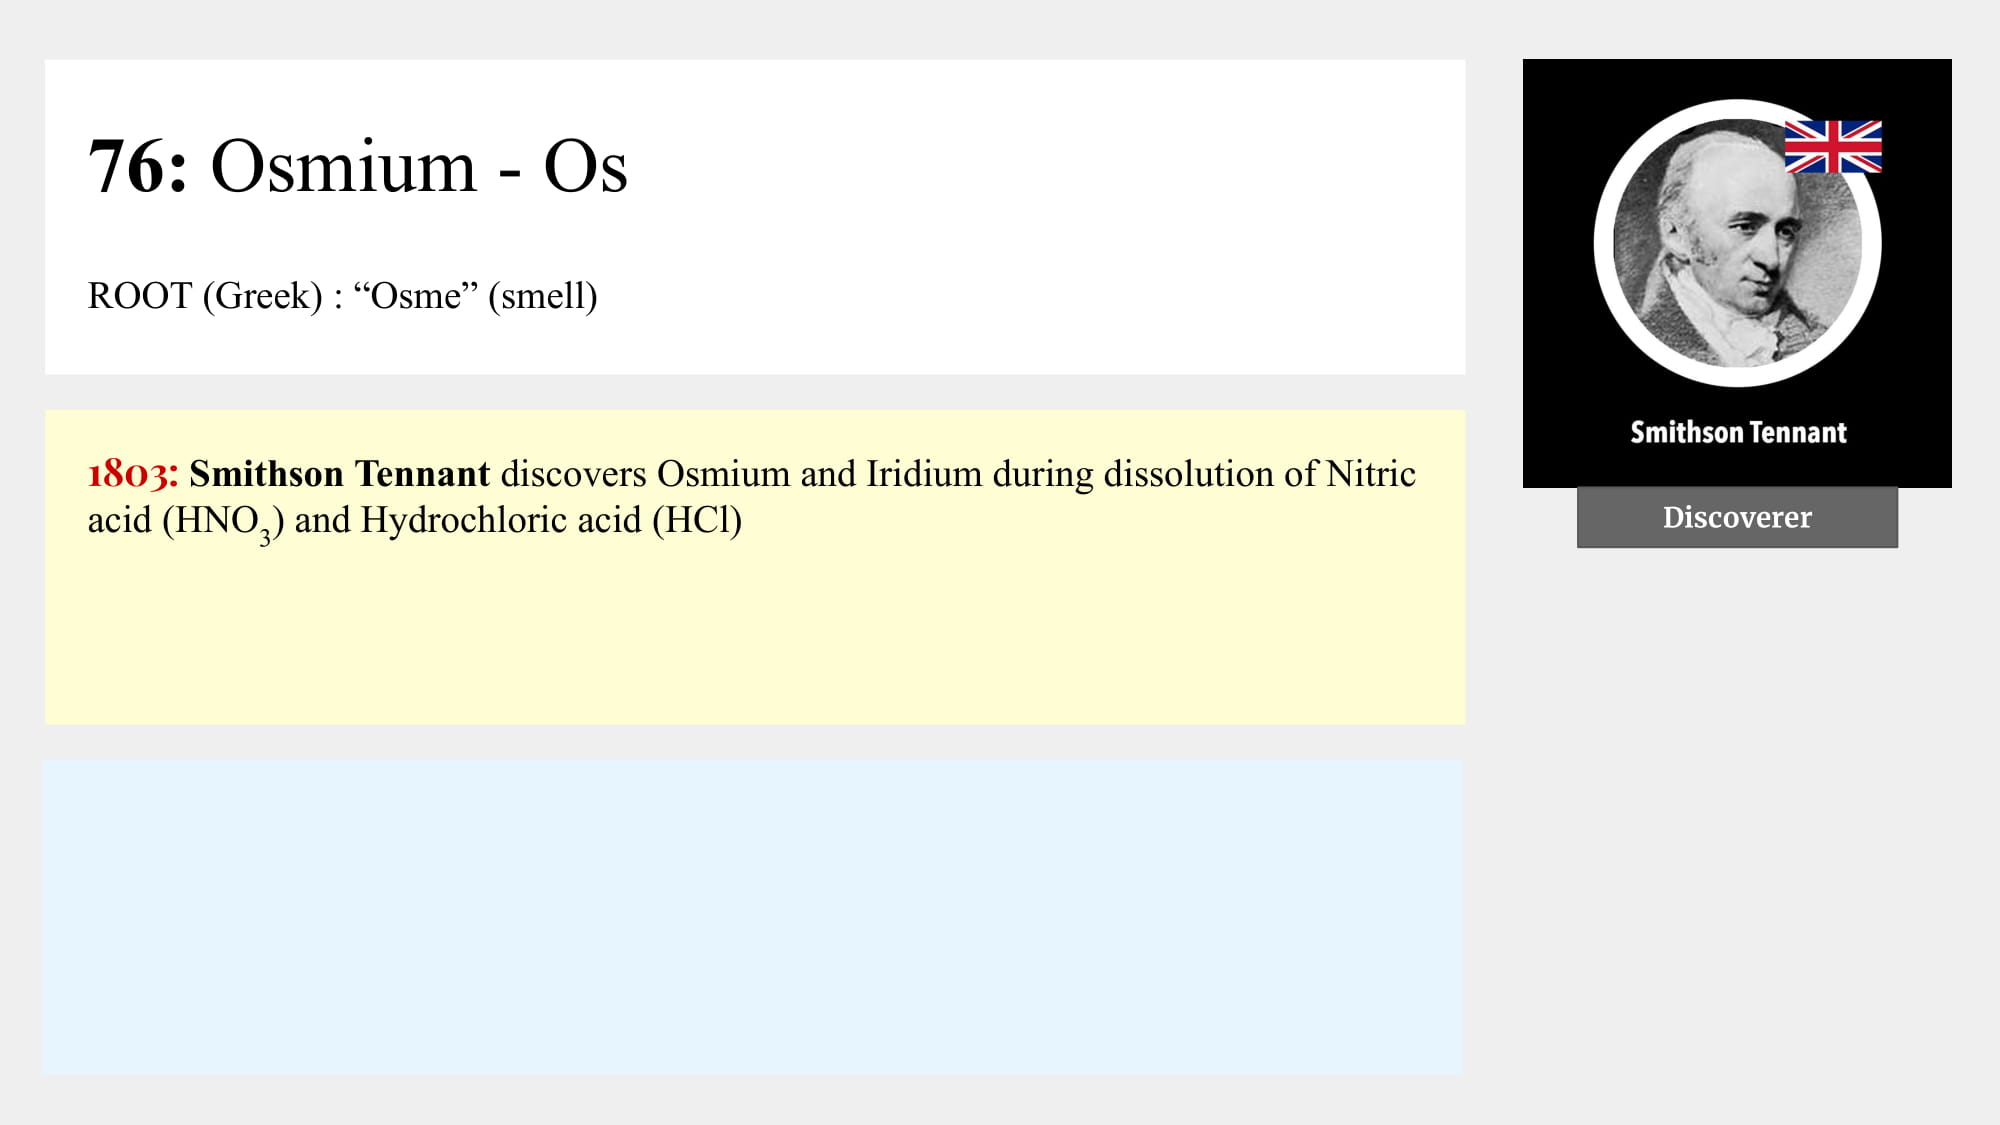 76: Osmium - Os
ROOT (Greek) : “Osme” (smell)
1803: Smithson Tennant discovers Osmium and Iridium during dissolution of Nitric
acid (HNO₃) and Hydrochloric acid (HCl)
Smithson Tennant
Discoverer